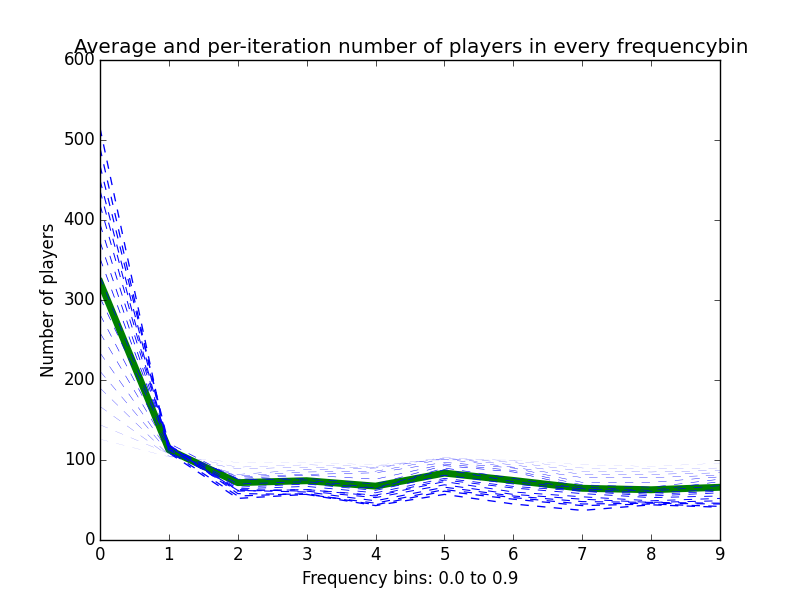 Average and per-iteration number of players in every frequencybin
600
500
400
300
200
100
0
Number of players
0 1 2 3 4 5 6 7 8 9
Frequency bins: 0.0 to 0.9